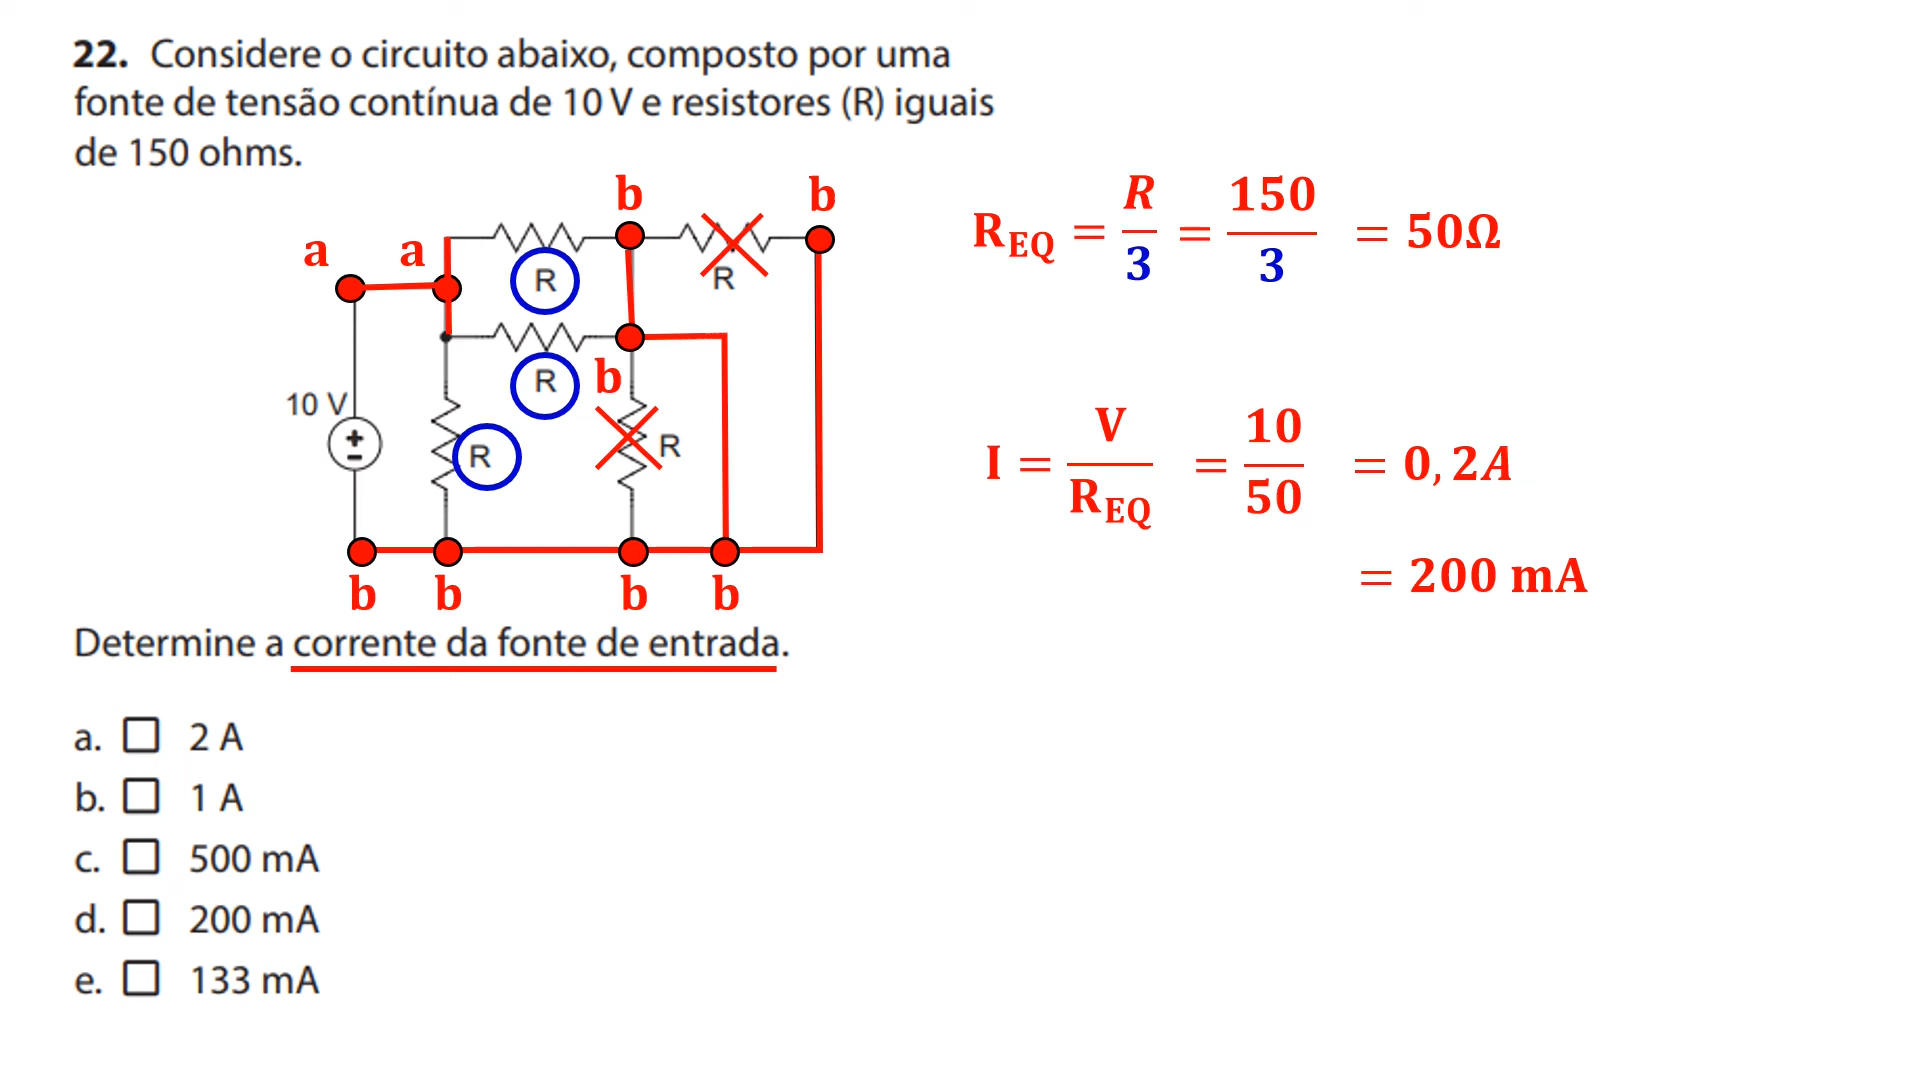 22. Considere o circuito abaixo, composto por uma
fonte de tensão contínua de 10 V e resistores (R) iguais
de 150 ohms.
b b
a a
R R
R b
10 V
R R
b b b b
R_EQ = R/3 = 150/3 = 50Ω
I = V/R_EQ = 10/50 = 0,2A
= 200 mA
Determine a corrente da fonte de entrada.
a. ☐ 2 A
b. ☐ 1 A
c. ☐ 500 mA
d. ☐ 200 mA
e. ☐ 133 mA